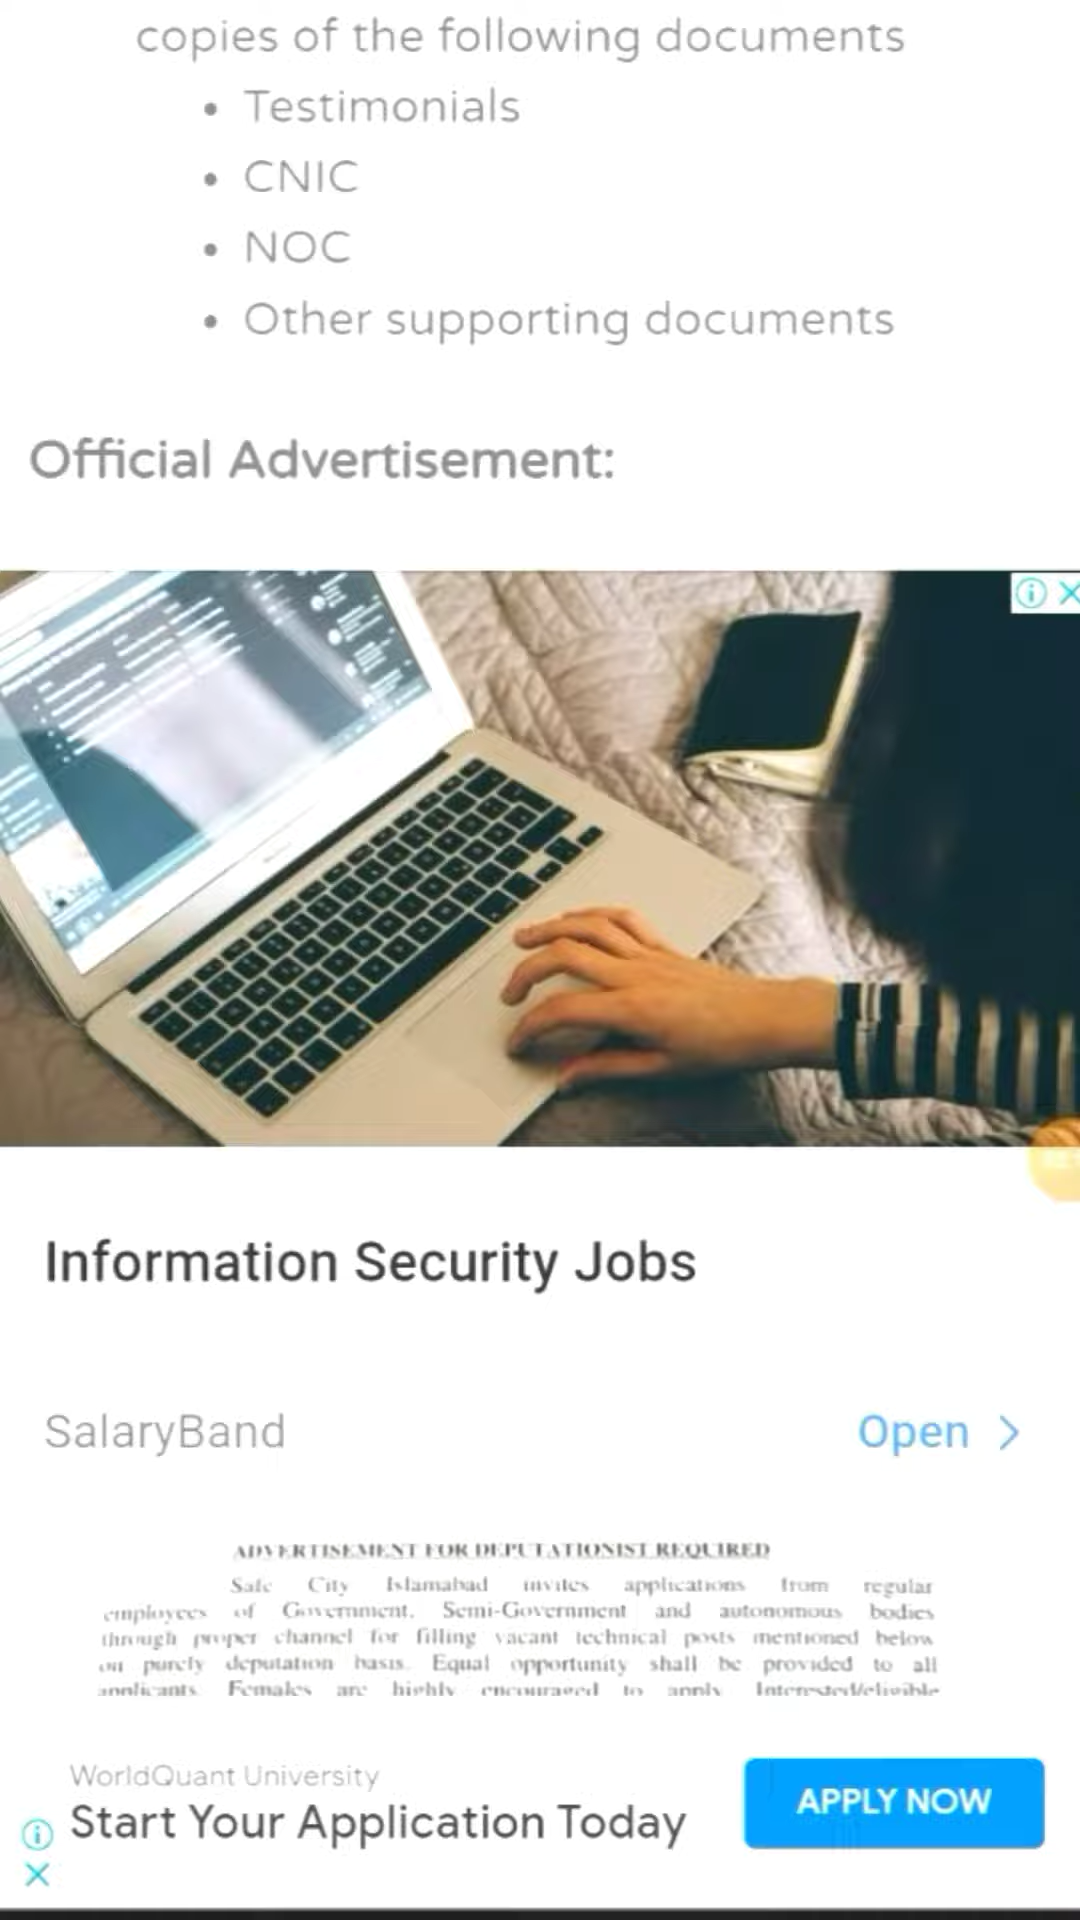 copies of the following documents
• Testimonials
• CNIC
• NOC
• Other supporting documents
Official Advertisement:
Information Security Jobs
SalaryBand
Open
ADVERTISEMENT FOR DEPUTATIONIST REQUIRED
Safe City Islamabad invites applications from regular
employees of Government, Semi-Government and autonomous bodies
through proper channel for filling vacant technical posts mentioned below
on purely deputation basis. Equal opportunity shall be provided to all
applicants. Females are highly encouraged to apply. Interested/eligible
WorldQuant University
Start Your Application Today
APPLY NOW